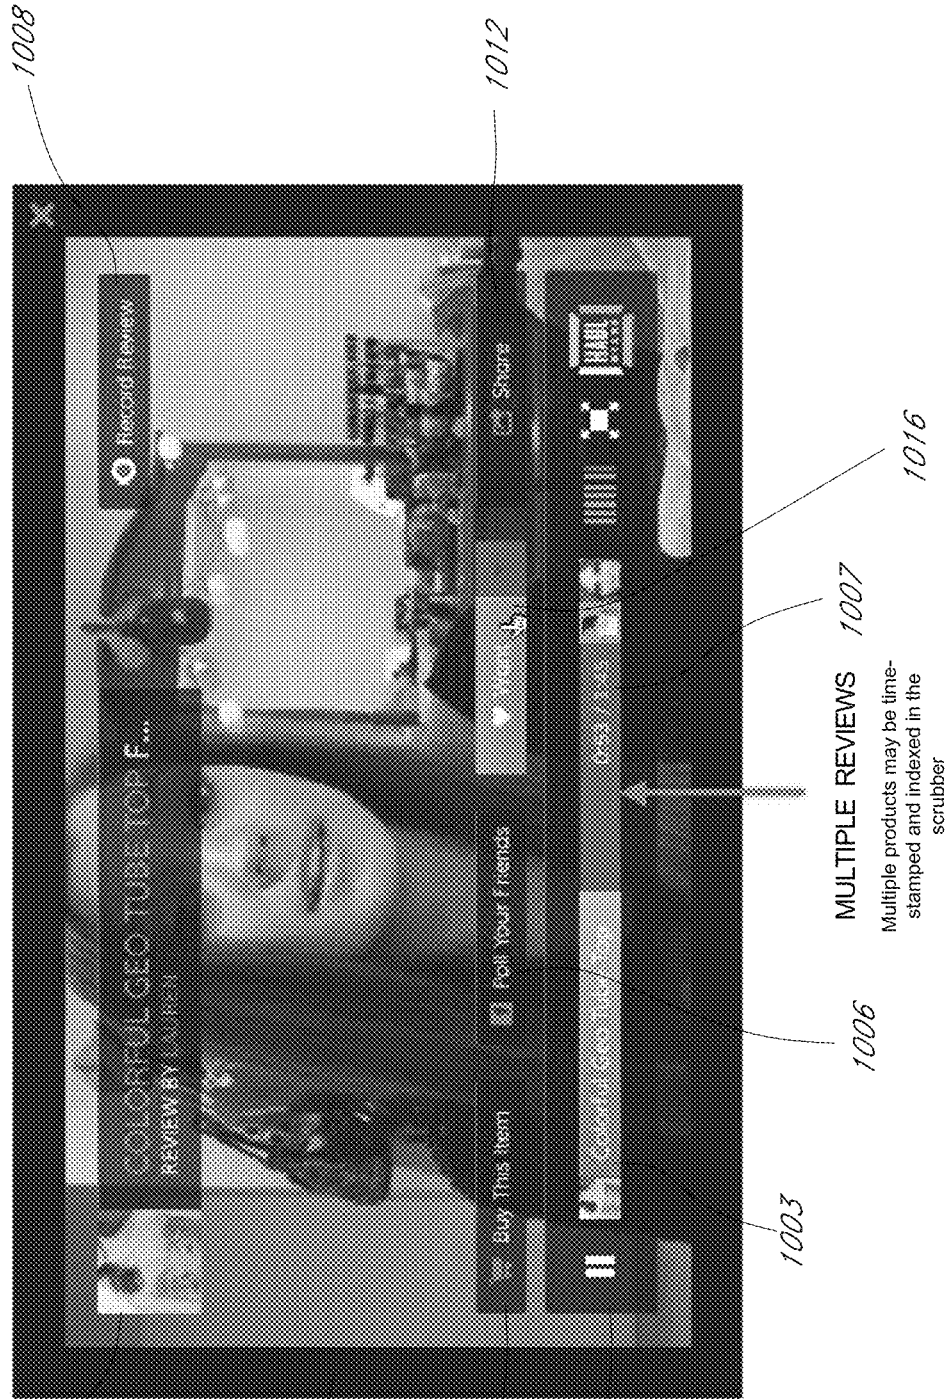 1008
Record Review
COLORFUL GEO TUBE TOP F...
REVIEW BY
1012
Buy This Item
Poll Your Friends
Share
1016
1003
1006
1007
MULTIPLE REVIEWS
Multiple products may be time-
stamped and indexed in the
scrubber